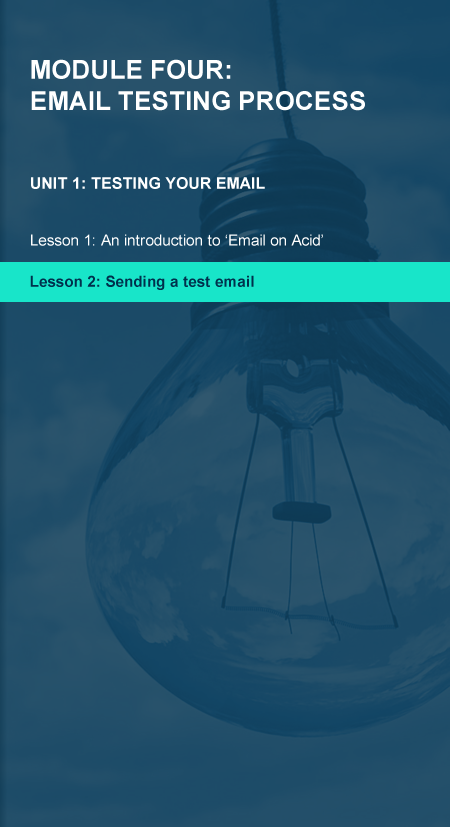 MODULE FOUR:
EMAIL TESTING PROCESS
UNIT 1: TESTING YOUR EMAIL
Lesson 1: An introduction to ‘Email on Acid’
Lesson 2: Sending a test email